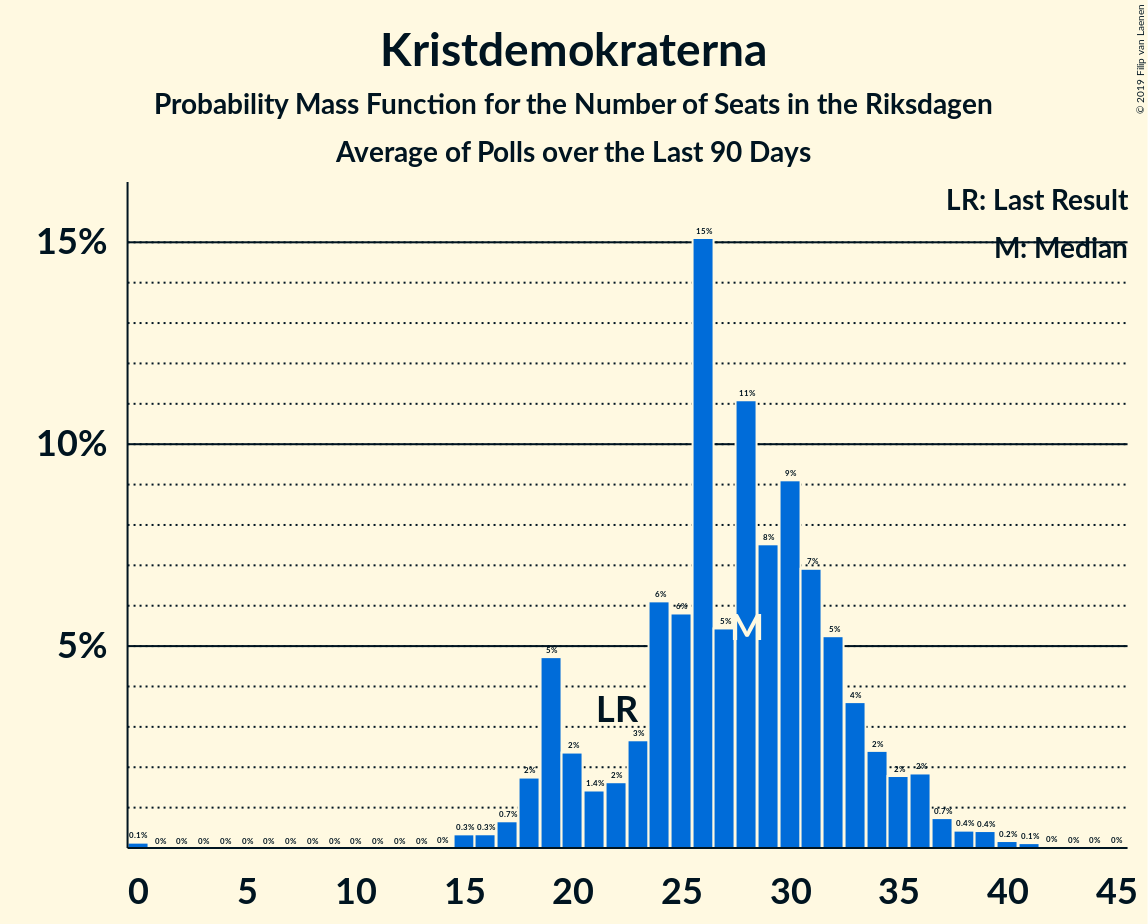 Kristdemokraterna
Probability Mass Function for the Number of Seats in the Riksdagen
Average of Polls over the Last 90 Days
© 2019 Filip van Laenen
LR: Last Result
M: Median
15%
10%
5%
0.1% 0% 0% 0% 0% 0% 0% 0% 0% 0% 0% 0% 0% 0% 0% 0.3% 0.3% 0.7% 2% 5% 2% 1.4% 2% 3% 6% 6% 15% 5% 11% 8% 9% 7% 5% 4% 2% 2% 2% 0.7% 0.4% 0.4% 0.2% 0.1% 0% 0% 0% 0%
LR
M
0 5 10 15 20 25 30 35 40 45